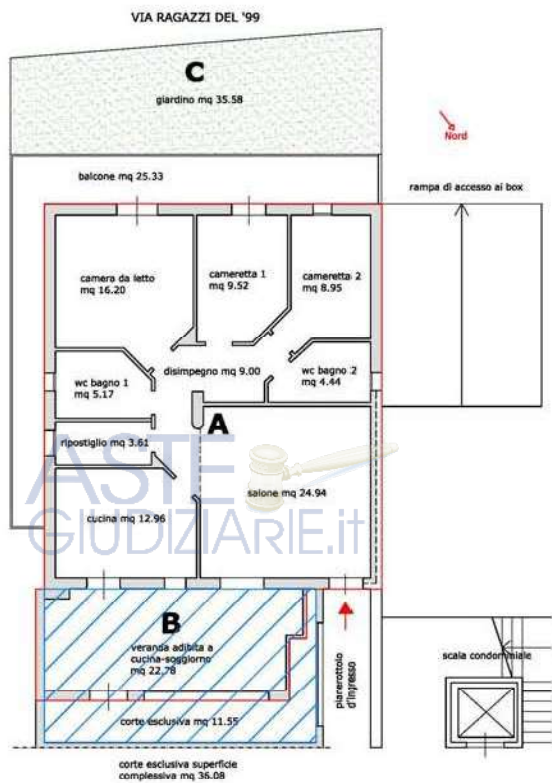 VIA RAGAZZI DEL '99
C
giardino mq 35.58
Nord
balcone mq 25.33
rampa di accesso ai box
camera da letto
mq 16.20
cameretta 1
mq 9.52
cameretta 2
mq 8.95
disimpegno mq 9.00
wc bagno 1
mq 5.17
wc bagno 2
mq 4.44
A
ripostiglio mq 3.61
salone mq 24.94
cucina mq 12.96
ASTE
GIUDIZIARIE.it
B
veranda adibita a
cucina-soggiorno
mq 22.78
pianerottolo
d'ingresso
scala condominiale
corte esclusiva mq 11.55
corte esclusiva superficie
complessiva mq 36.08